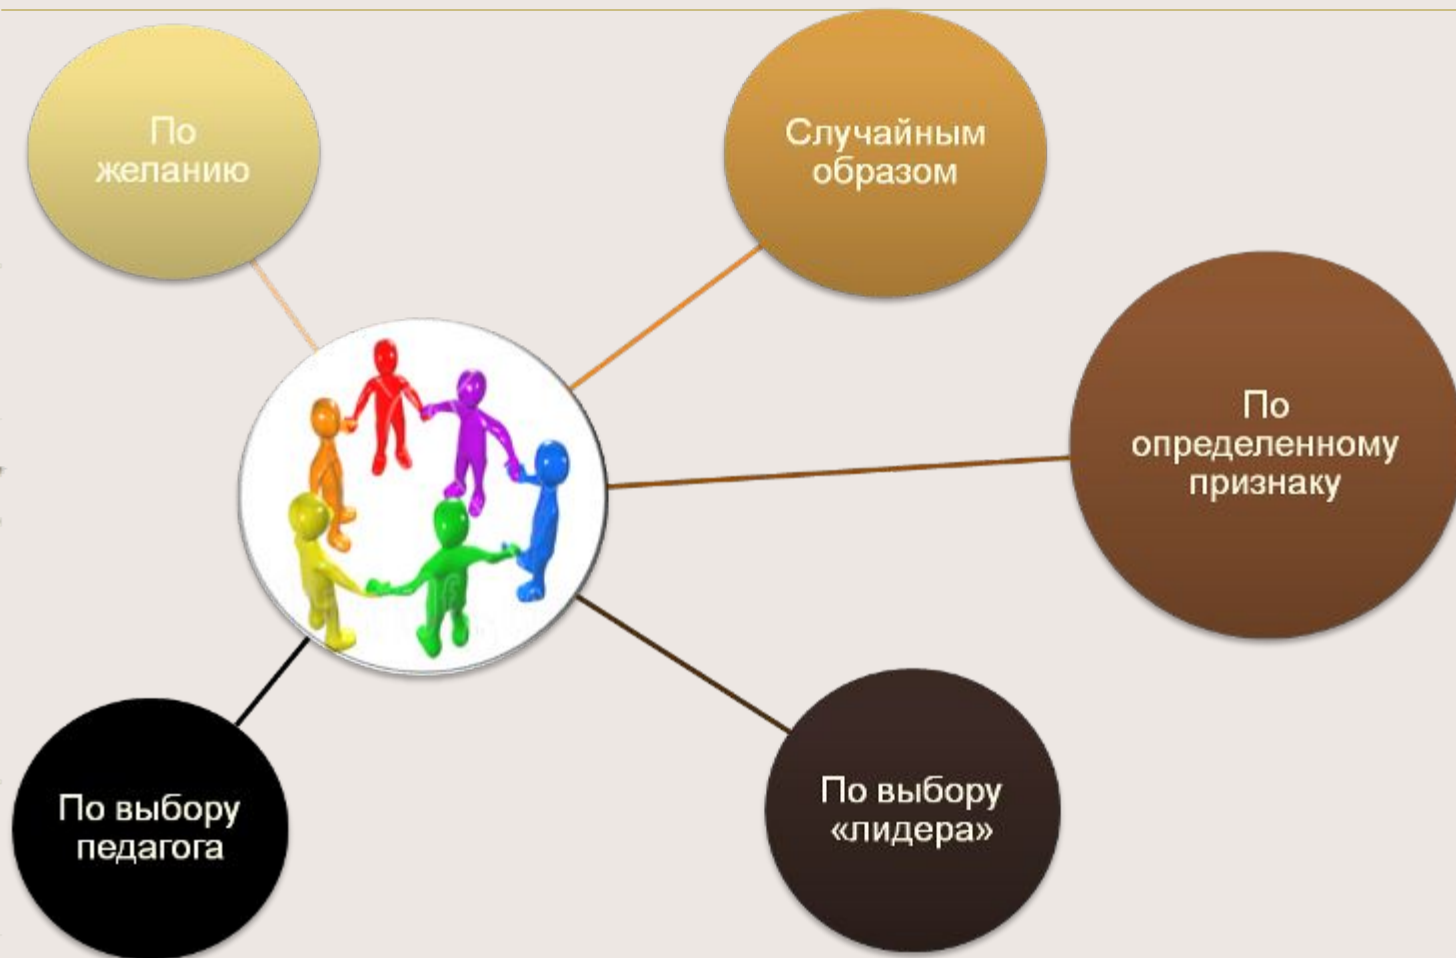 По
желанию
Случайным
образом
По
определенному
признаку
По выбору
«лидера»
По выбору
педагога